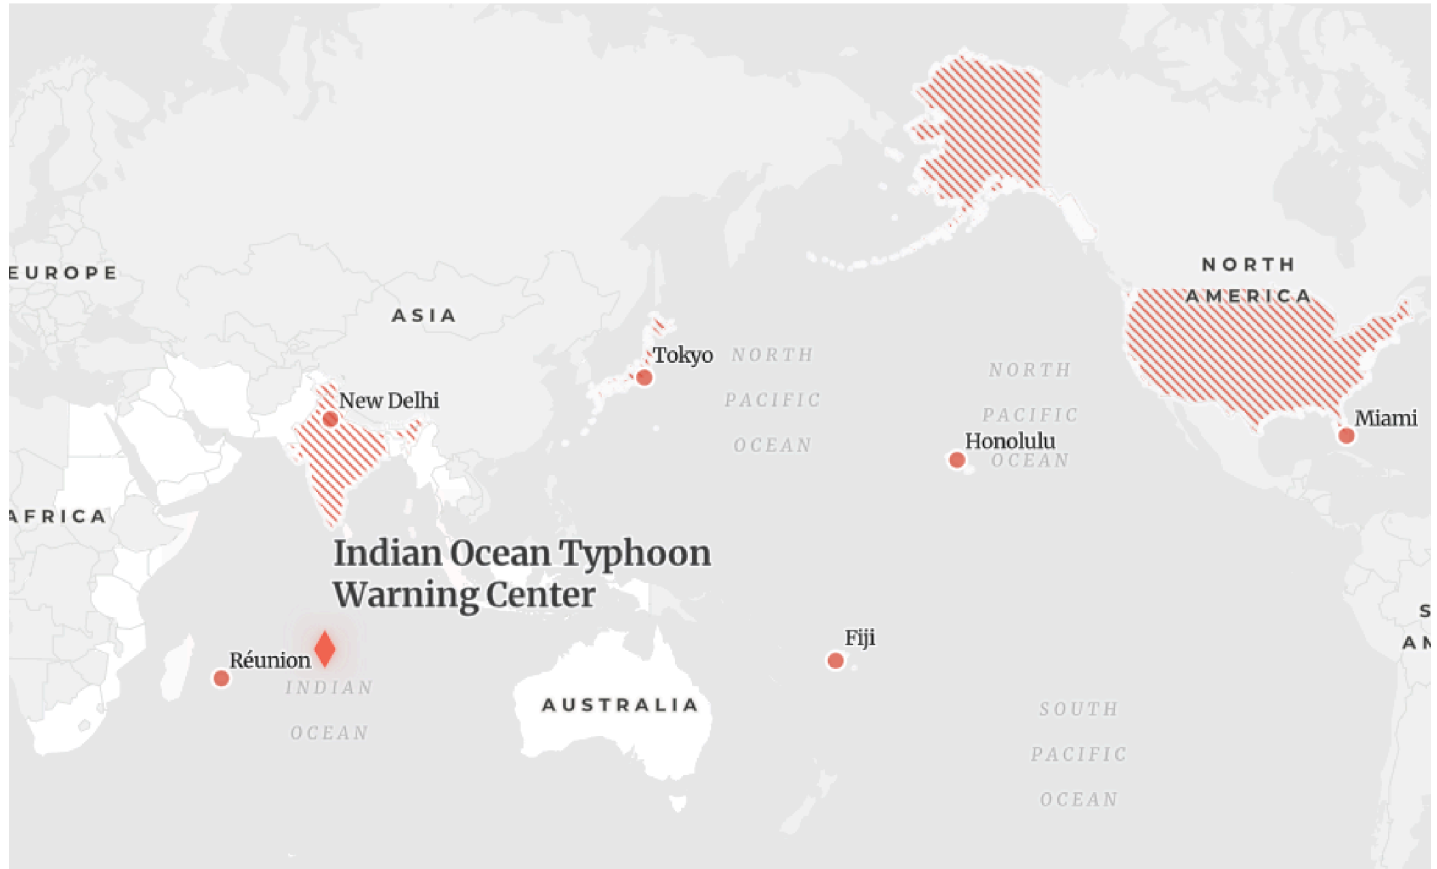 NORTH
AMERICA
EUROPE
ASIA
Tokyo
NORTH
PACIFIC
OCEAN
NORTH
PACIFIC
OCEAN
New Delhi
Miami
Honolulu
AFRICA
Indian Ocean Typhoon
Warning Center
Fiji
Réunion
INDIAN
OCEAN
AUSTRALIA
SOUTH
PACIFIC
OCEAN
S
AM